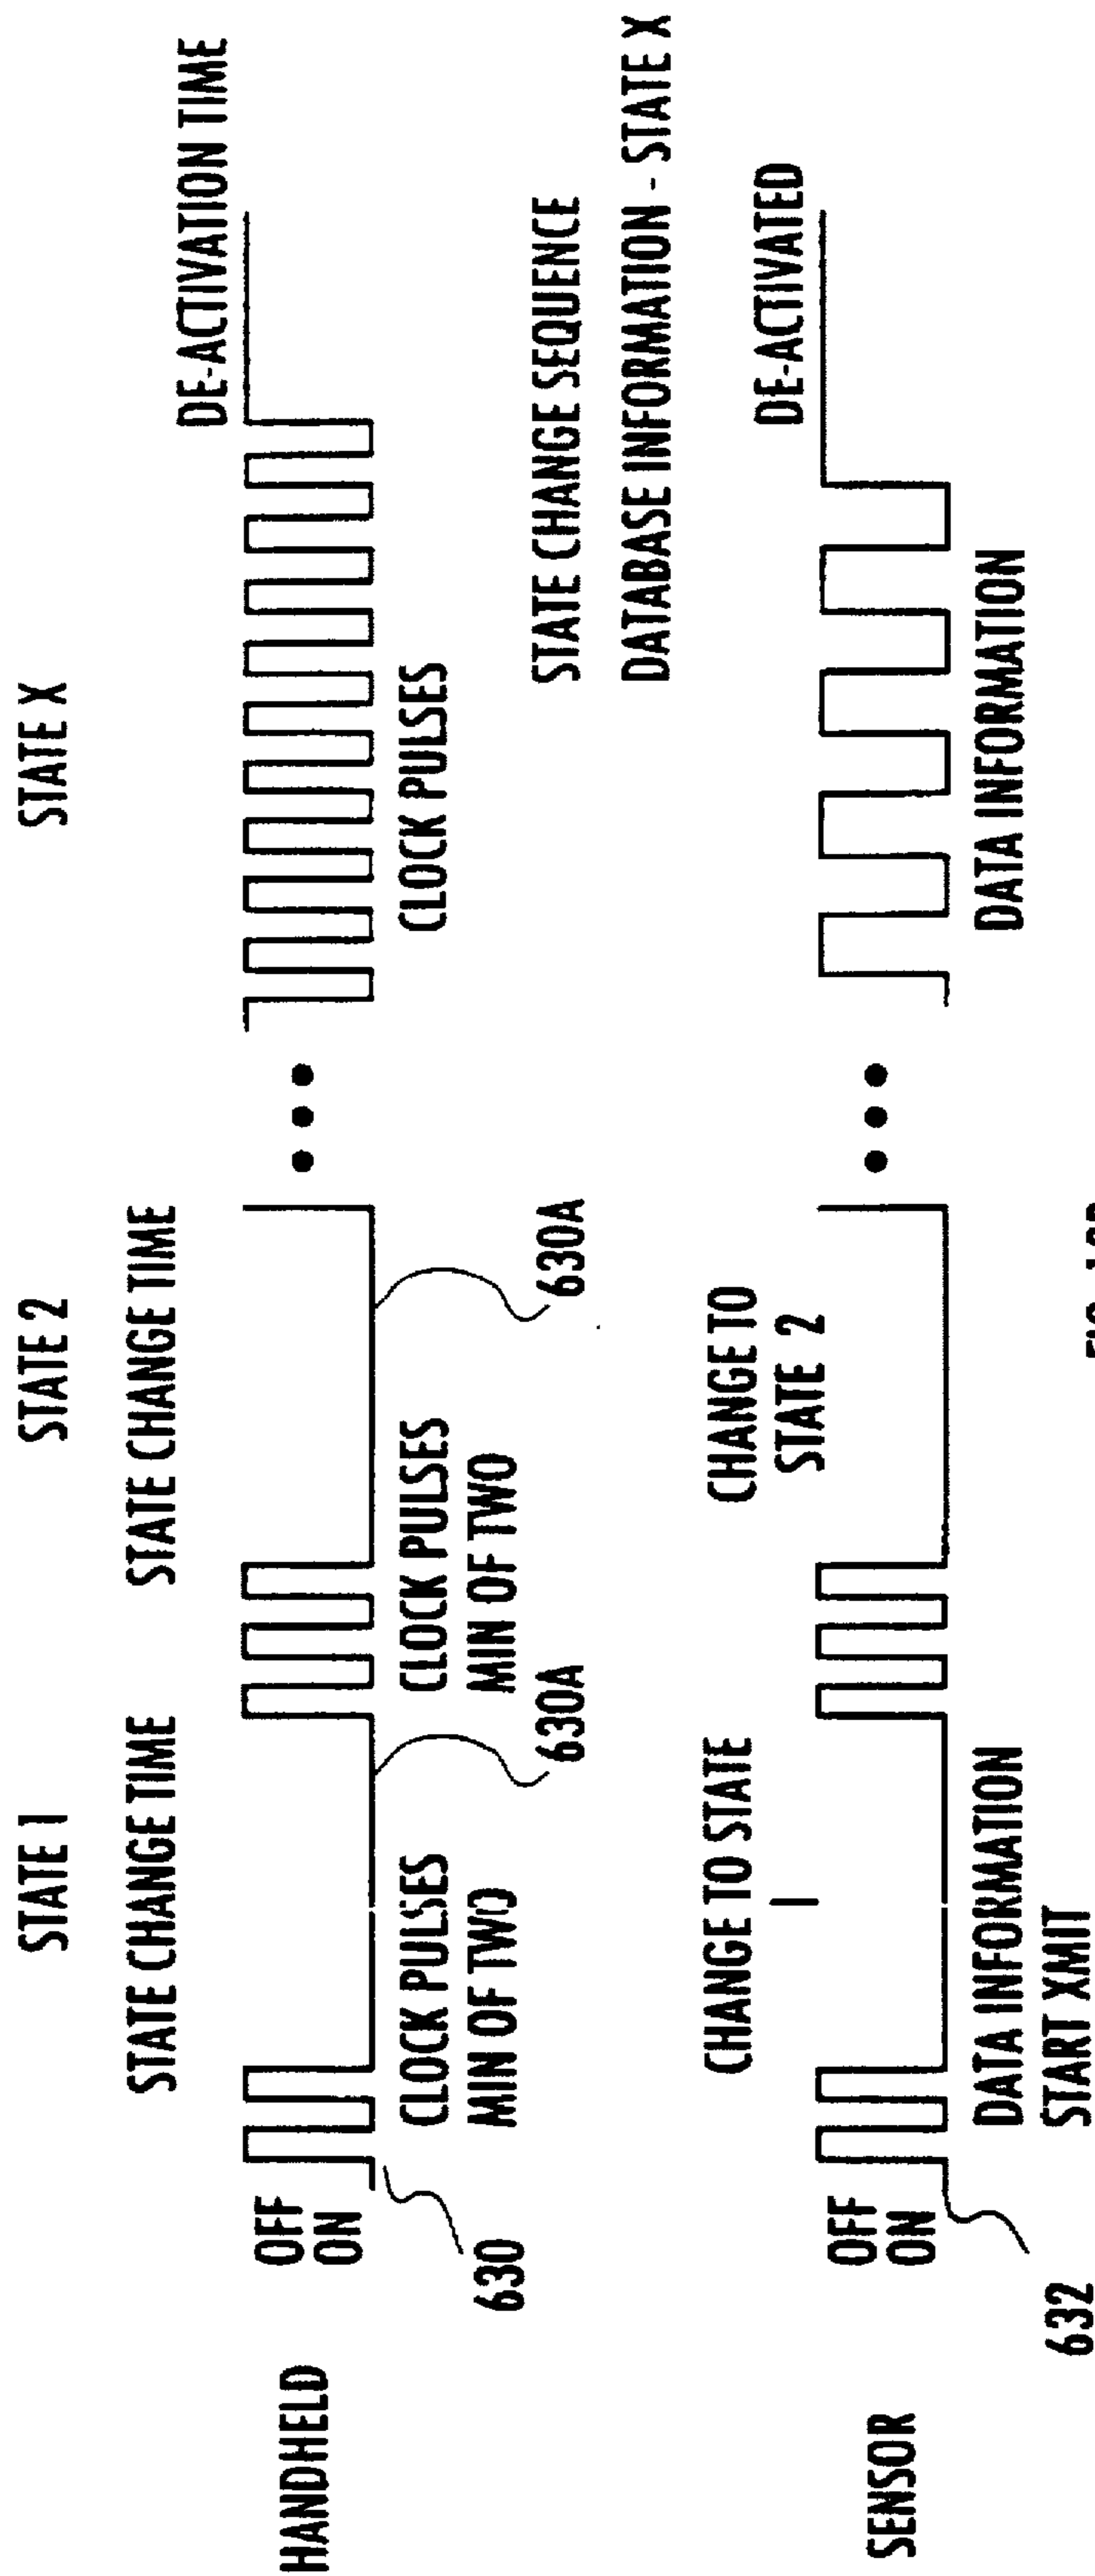 STATE 1
STATE 2
STATE X
STATE CHANGE TIME
STATE CHANGE TIME
DE-ACTIVATION TIME
HANDHELD
OFF
ON
630
CLOCK PULSES
MIN OF TWO
630A
CLOCK PULSES
MIN OF TWO
630A
CLOCK PULSES
STATE CHANGE SEQUENCE
DATABASE INFORMATION - STATE X
CHANGE TO STATE
1
CHANGE TO
STATE 2
DE-ACTIVATED
SENSOR
OFF
ON
632
DATA INFORMATION
START XMIT
DATA INFORMATION